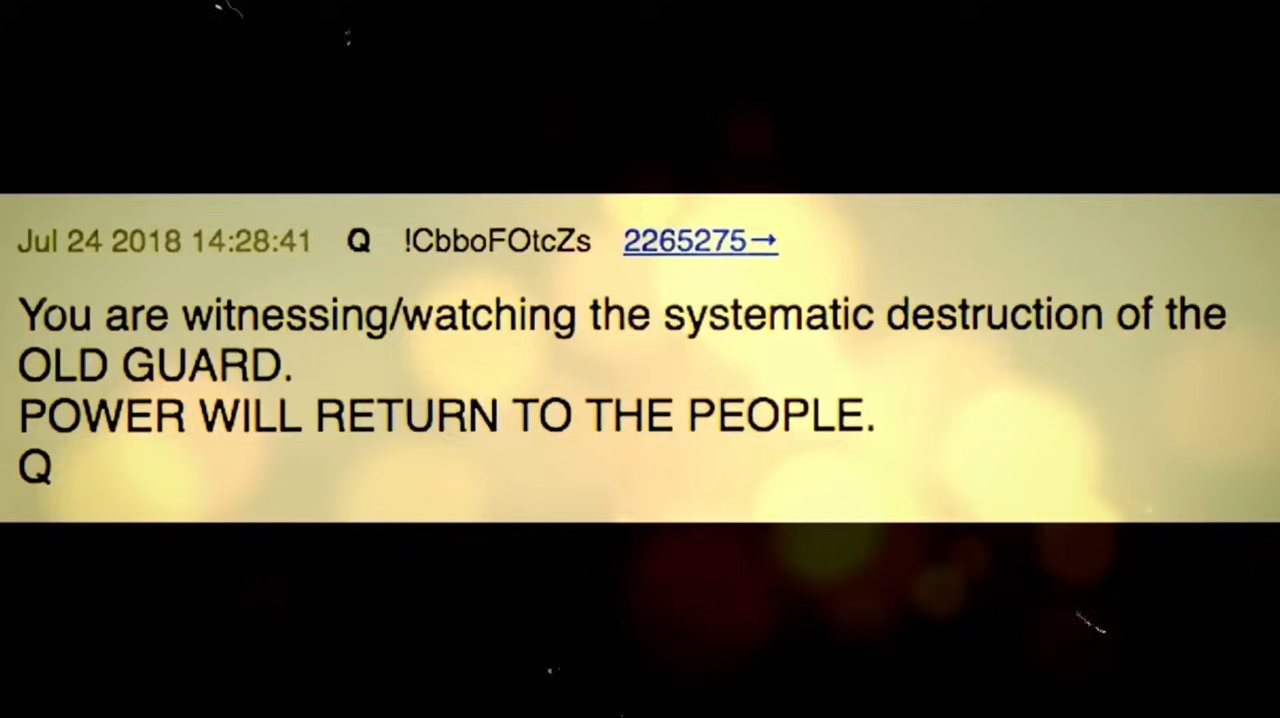 Jul 24 2018 14:28:41 Q !CbboFOtcZs 2265275→
You are witnessing/watching the systematic destruction of the
OLD GUARD.
POWER WILL RETURN TO THE PEOPLE.
Q